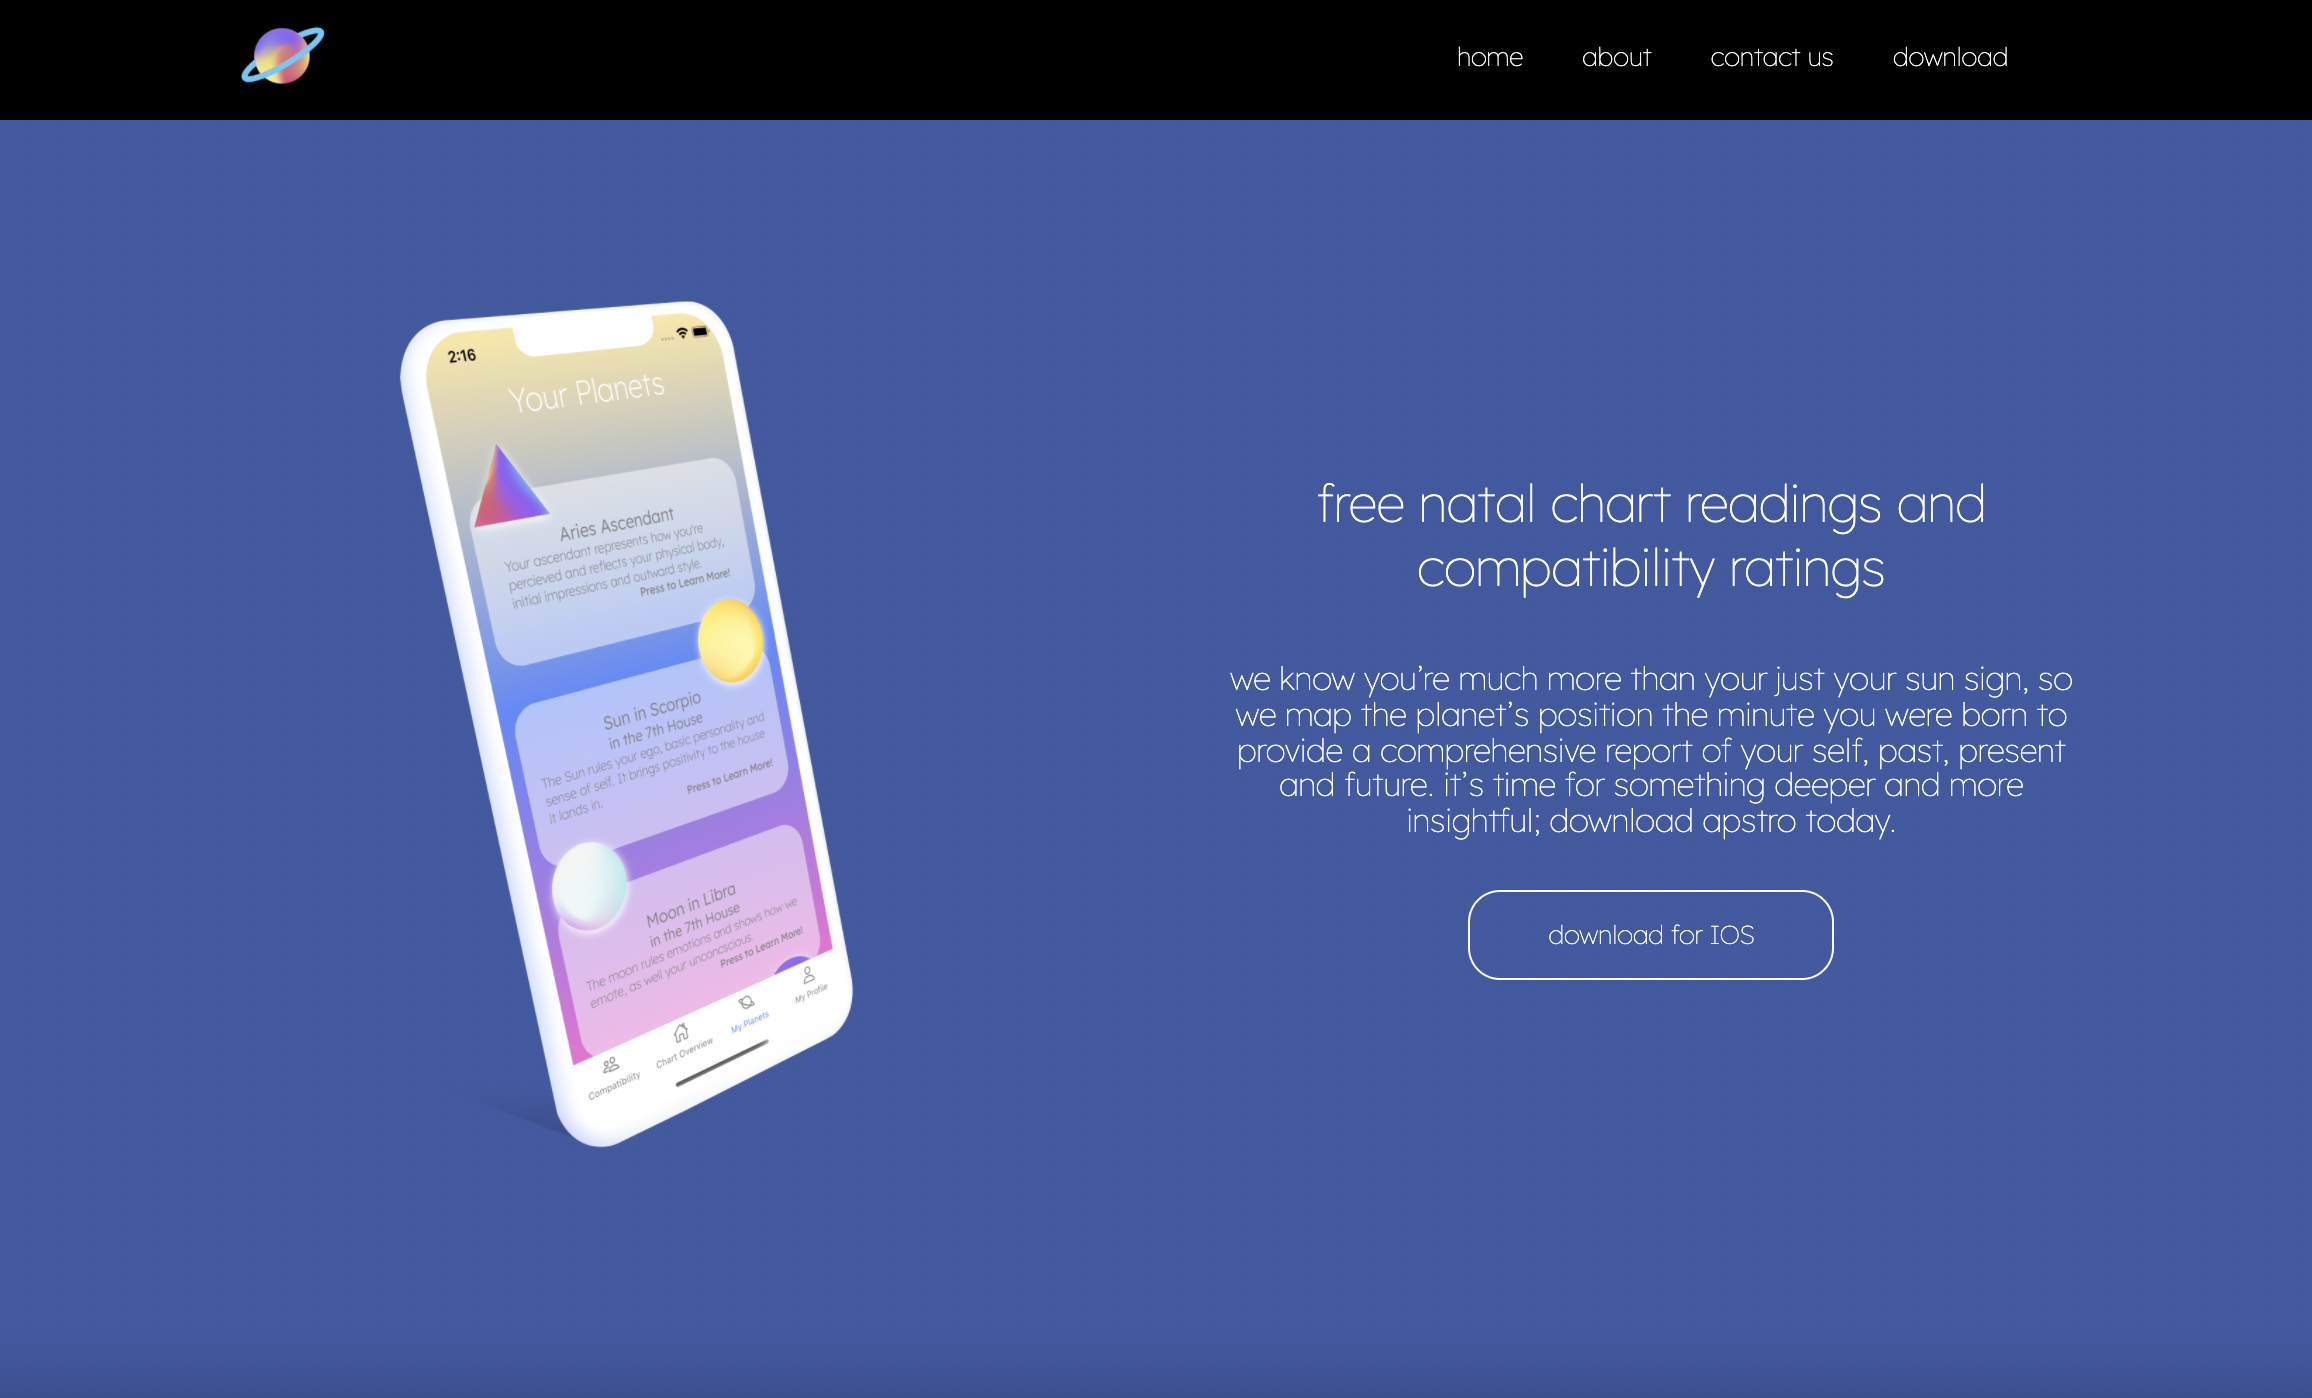 home about contact us download
2:16
Your Planets
Aries Ascendant
Your ascendant represents how you're
percieved and reflects your physical body,
initial impressions and outward style.
Press to Learn More!
Sun in Scorpio
in the 7th House
The Sun rules your ego, basic personality and
sense of self. It brings positivity to the house
it lands in.
Press to Learn More!
Moon in Libra
in the 7th House
The moon rules emotions and shows how we
emote, as well your unconscious.
Press to Learn More!
Compatibility
Chart Overview
My Planets
My Profile
free natal chart readings and
compatibility ratings
we know you’re much more than your just your sun sign, so
we map the planet’s position the minute you were born to
provide a comprehensive report of your self, past, present
and future. it’s time for something deeper and more
insightful; download apstro today.
download for IOS